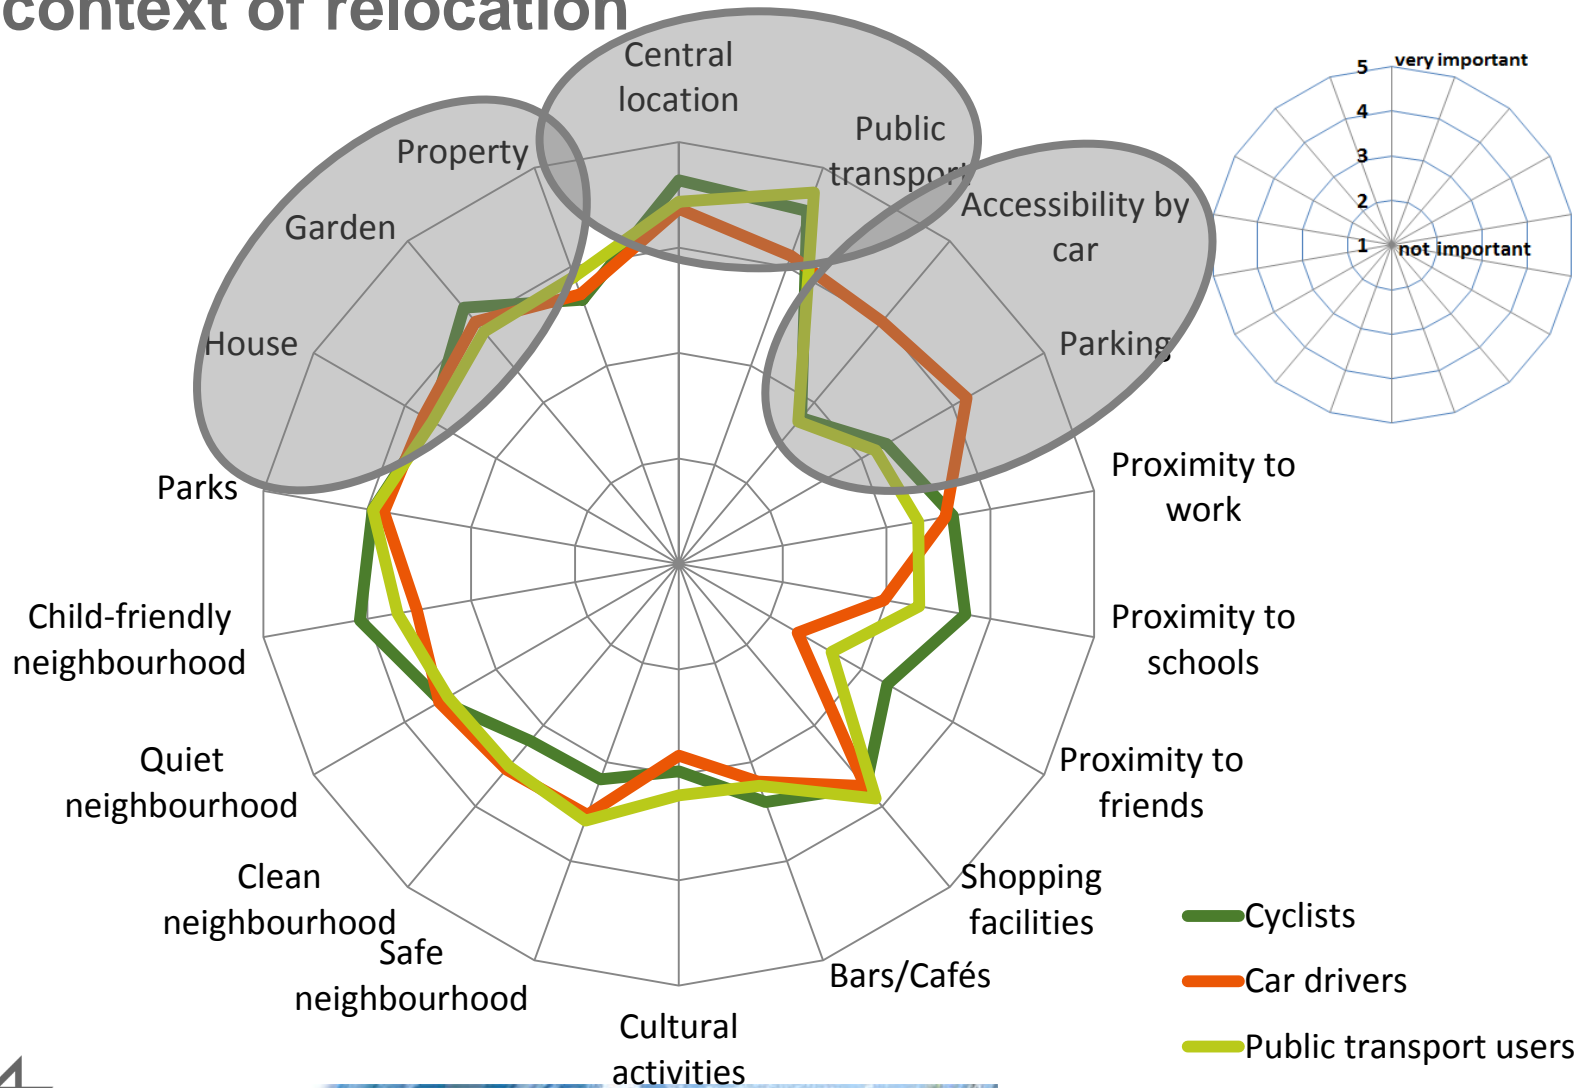 context of relocation
Central
location
Public
transport
Accessibility by
car
Parking
Proximity to
work
Proximity to
schools
Proximity to
friends
Shopping
facilities
Bars/Cafés
Cultural
activities
Safe
neighbourhood
Clean
neighbourhood
Quiet
neighbourhood
Child-friendly
neighbourhood
Parks
House
Garden
Property
5 very important
4
3
2
1 not important
Cyclists
Car drivers
Public transport users